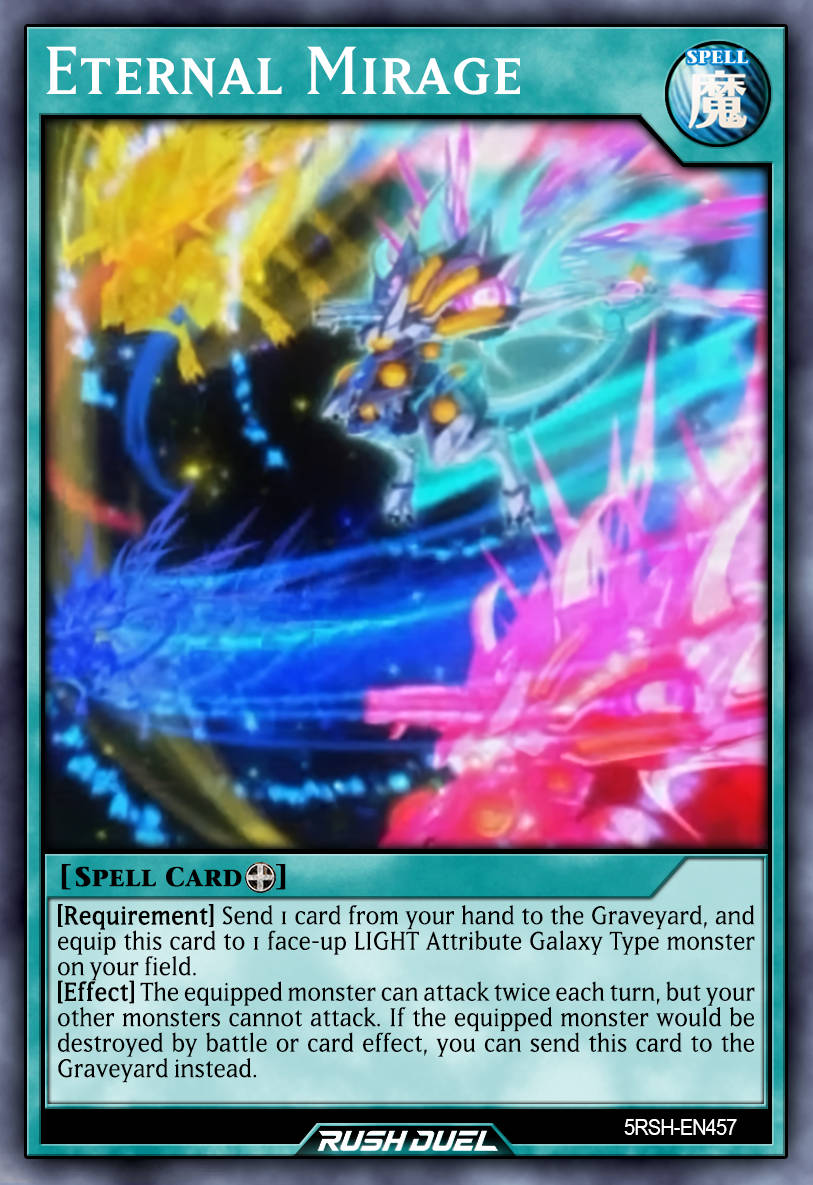 Eternal Mirage
SPELL
魔
[Spell Card]
[Requirement] Send 1 card from your hand to the Graveyard, and
equip this card to 1 face-up LIGHT Attribute Galaxy Type monster
on your field.
[Effect] The equipped monster can attack twice each turn, but your
other monsters cannot attack. If the equipped monster would be
destroyed by battle or card effect, you can send this card to the
Graveyard instead.
5RSH-EN457
RUSH DUEL